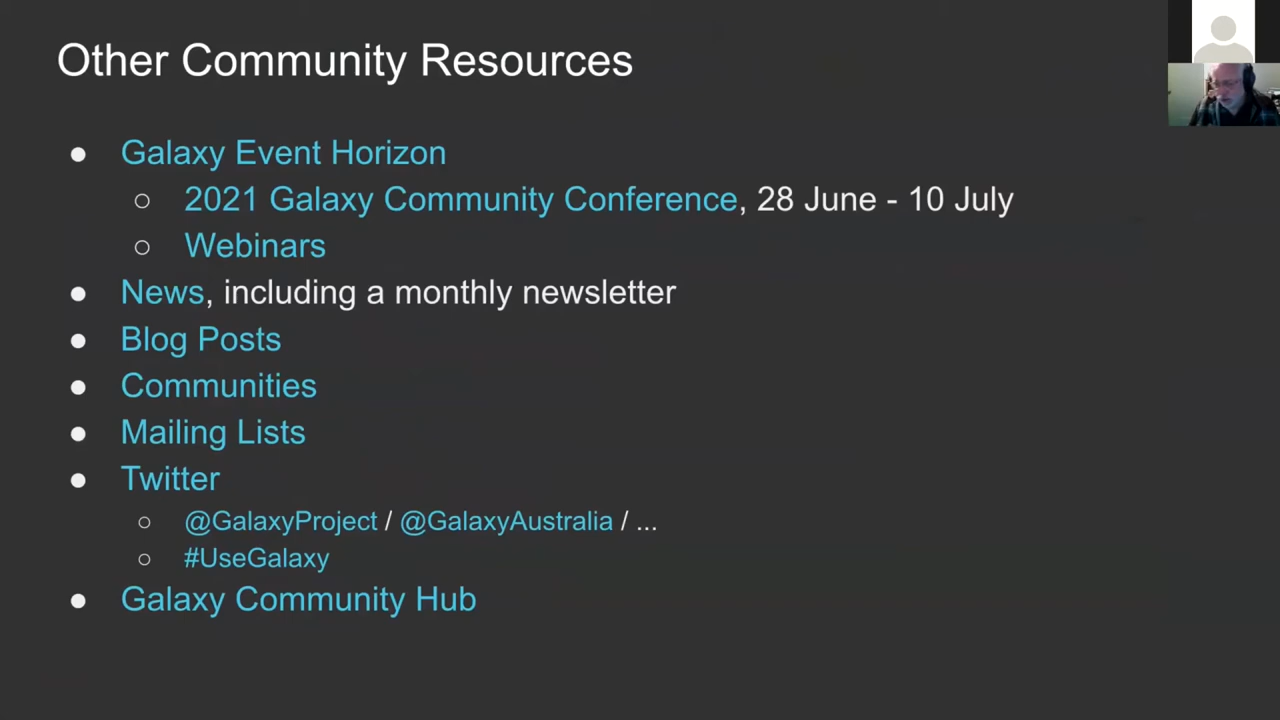 Other Community Resources
● Galaxy Event Horizon
○ 2021 Galaxy Community Conference, 28 June - 10 July
○ Webinars
● News, including a monthly newsletter
● Blog Posts
● Communities
● Mailing Lists
● Twitter
○ @GalaxyProject / @GalaxyAustralia / ...
○ #UseGalaxy
● Galaxy Community Hub